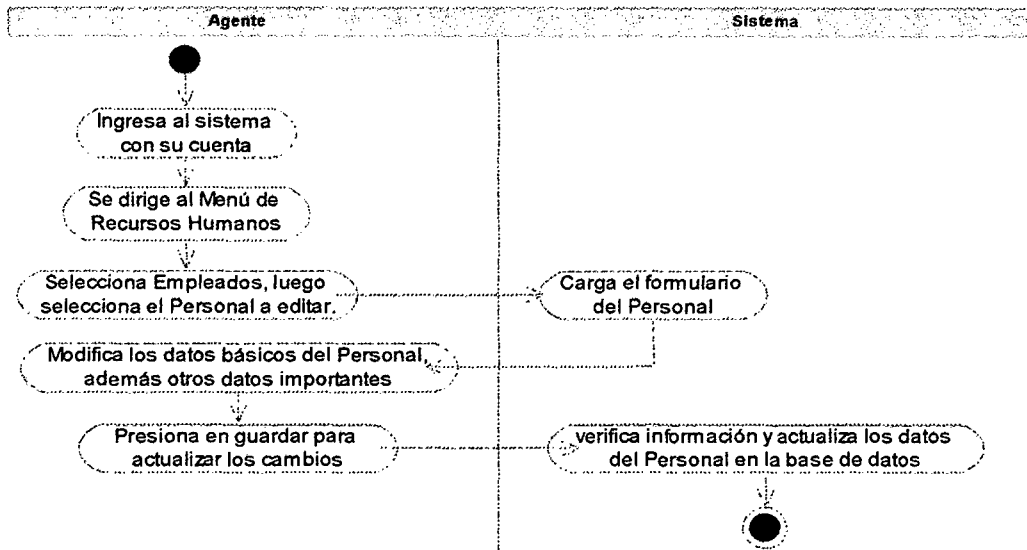 Agente
Sistema
Ingresa al sistema
con su cuenta
Se dirige al Menú de
Recursos Humanos
Selecciona Empleados, luego
selecciona el Personal a editar.
Carga el formulario
del Personal
Modifica los datos básicos del Personal,
además otros datos importantes
Presiona en guardar para
actualizar los cambios
verifica información y actualiza los datos
del Personal en la base de datos